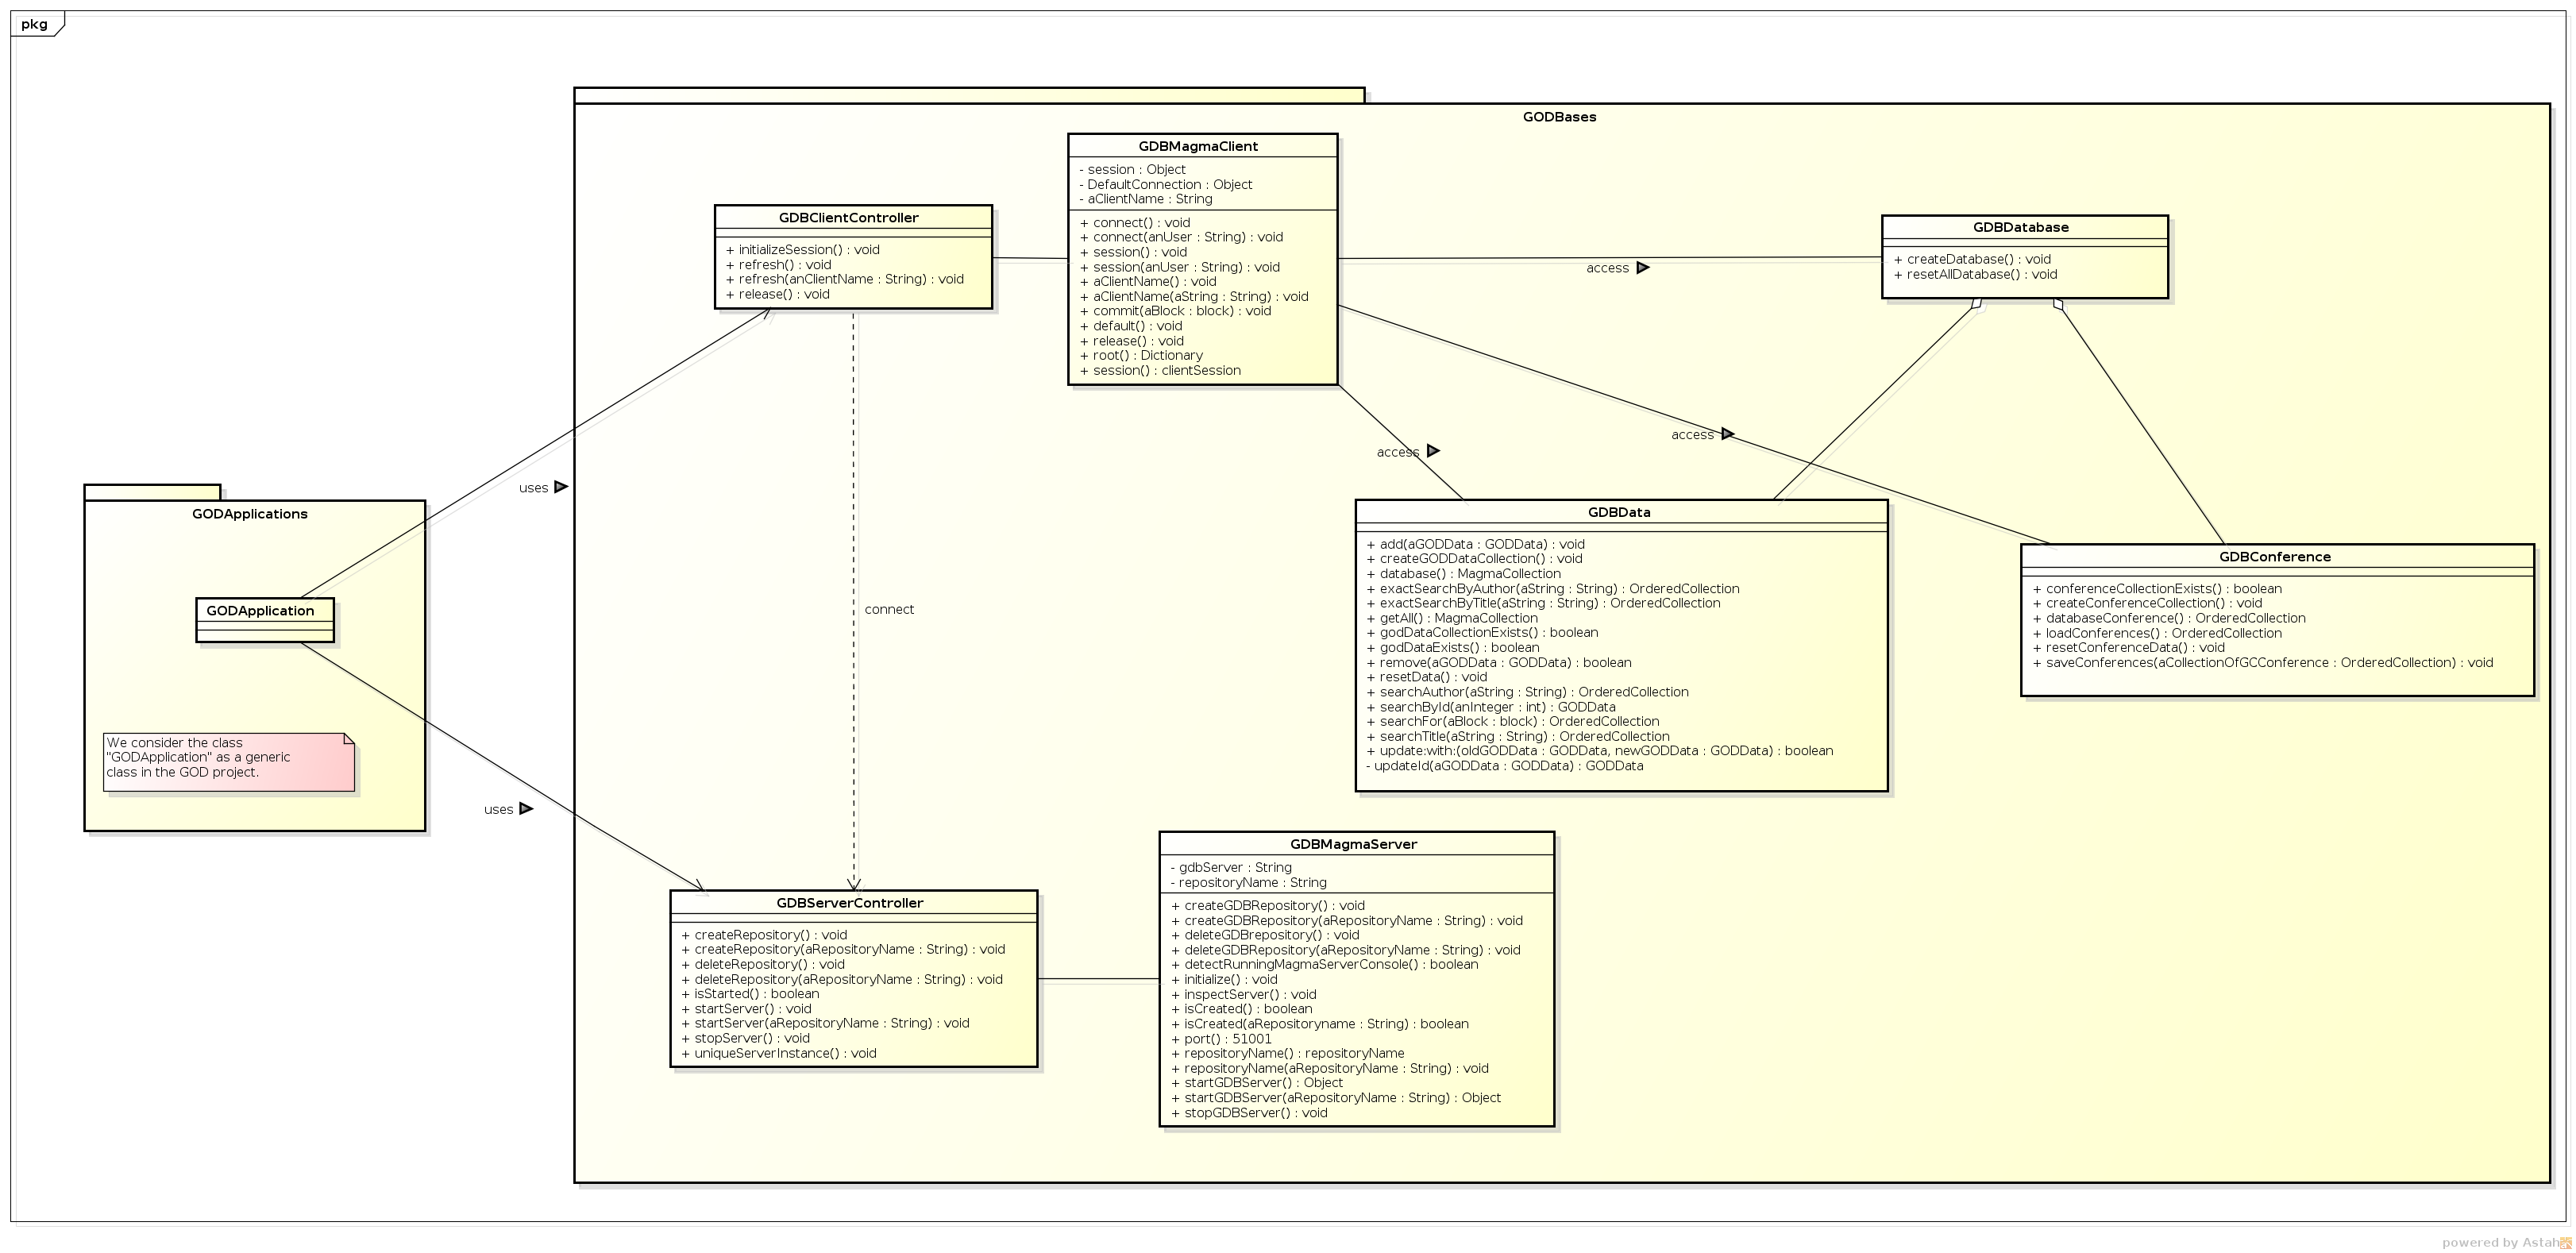 pkg
GODBases
GDBMagmaClient
- session : Object
- DefaultConnection : Object
- aClientName : String
+ connect() : void
+ connect(anUser : String) : void
+ session() : void
+ session(anUser : String) : void
+ aClientName() : void
+ aClientName(aString : String) : void
+ commit(aBlock : block) : void
+ default() : void
+ release() : void
+ root() : Dictionary
+ session() : clientSession
GDBClientController
+ initializeSession() : void
+ refresh() : void
+ refresh(anClientName : String) : void
+ release() : void
GDBDatabase
+ createDatabase() : void
+ resetAllDatabase() : void
access
access
access
uses
GODApplications
GODApplication
We consider the class
"GODApplication" as a generic
class in the GOD project.
uses
connect
GDBData
+ add(aGODData : GODData) : void
+ createGODDataCollection() : void
+ database() : MagmaCollection
+ exactSearchByAuthor(aString : String) : OrderedCollection
+ exactSearchByTitle(aString : String) : OrderedCollection
+ getAll() : MagmaCollection
+ godDataCollectionExists() : boolean
+ godDataExists() : boolean
+ remove(aGODData : GODData) : boolean
+ resetData() : void
+ searchAuthor(aString : String) : OrderedCollection
+ searchById(anInteger : int) : GODData
+ searchFor(aBlock : block) : OrderedCollection
+ searchTitle(aString : String) : OrderedCollection
+ update:with:(oldGODData : GODData, newGODData : GODData) : boolean
- updateId(aGODData : GODData) : GODData
GDBConference
+ conferenceCollectionExists() : boolean
+ createConferenceCollection() : void
+ databaseConference() : OrderedCollection
+ loadConferences() : OrderedCollection
+ resetConferenceData() : void
+ saveConferences(aCollectionOfGCConference : OrderedCollection) : void
GDBServerController
+ createRepository() : void
+ createRepository(aRepositoryName : String) : void
+ deleteRepository() : void
+ deleteRepository(aRepositoryName : String) : void
+ isStarted() : boolean
+ startServer() : void
+ startServer(aRepositoryName : String) : void
+ stopServer() : void
+ uniqueServerInstance() : void
GDBMagmaServer
- gdbServer : String
- repositoryName : String
+ createGDBRepository() : void
+ createGDBRepository(aRepositoryName : String) : void
+ deleteGDBrepository() : void
+ deleteGDBRepository(aRepositoryName : String) : void
+ detectRunningMagmaServerConsole() : boolean
+ initialize() : void
+ inspectServer() : void
+ isCreated() : boolean
+ isCreated(aRepositoryname : String) : boolean
+ port() : 51001
+ repositoryName() : repositoryName
+ repositoryName(aRepositoryName : String) : void
+ startGDBServer() : Object
+ startGDBServer(aRepositoryName : String) : Object
+ stopGDBServer() : void
powered by Astah